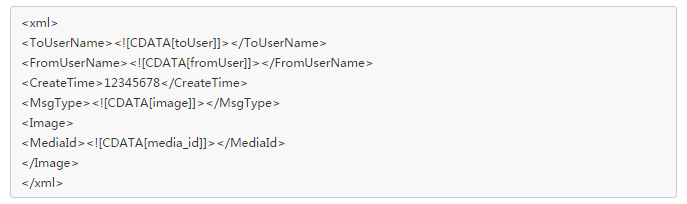 <xml>
<ToUserName><![CDATA[toUser]]></ToUserName>
<FromUserName><![CDATA[fromUser]]></FromUserName>
<CreateTime>12345678</CreateTime>
<MsgType><![CDATA[image]]></MsgType>
<Image>
<MediaId><![CDATA[media_id]]></MediaId>
</Image>
</xml>